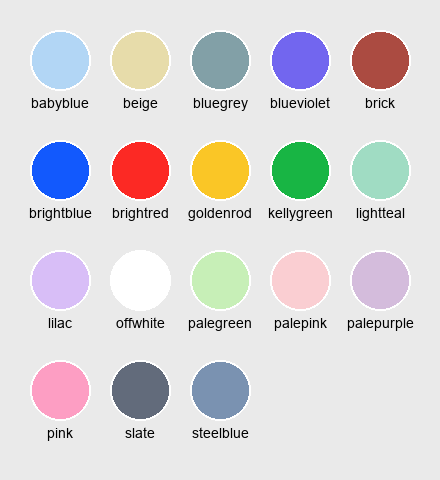 babyblue beige bluegrey blueviolet brick
brightblue brightred goldenrod kellygreen lightteal
lilac offwhite palegreen palepink palepurple
pink slate steelblue